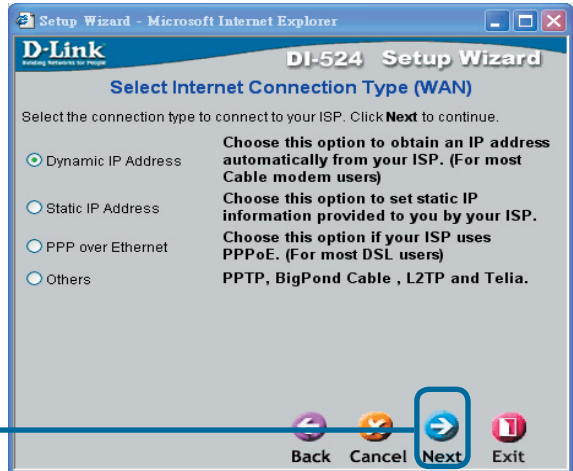 Setup Wizard - Microsoft Internet Explorer
D-Link
Building Networks for People
DI-524 Setup Wizard
Select Internet Connection Type (WAN)
Select the connection type to connect to your ISP. Click Next to continue.
Dynamic IP Address
Choose this option to obtain an IP address
automatically from your ISP. (For most
Cable modem users)
Static IP Address
Choose this option to set static IP
information provided to you by your ISP.
PPP over Ethernet
Choose this option if your ISP uses
PPPoE. (For most DSL users)
Others
PPTP, BigPond Cable , L2TP and Telia.
Back Cancel Next Exit